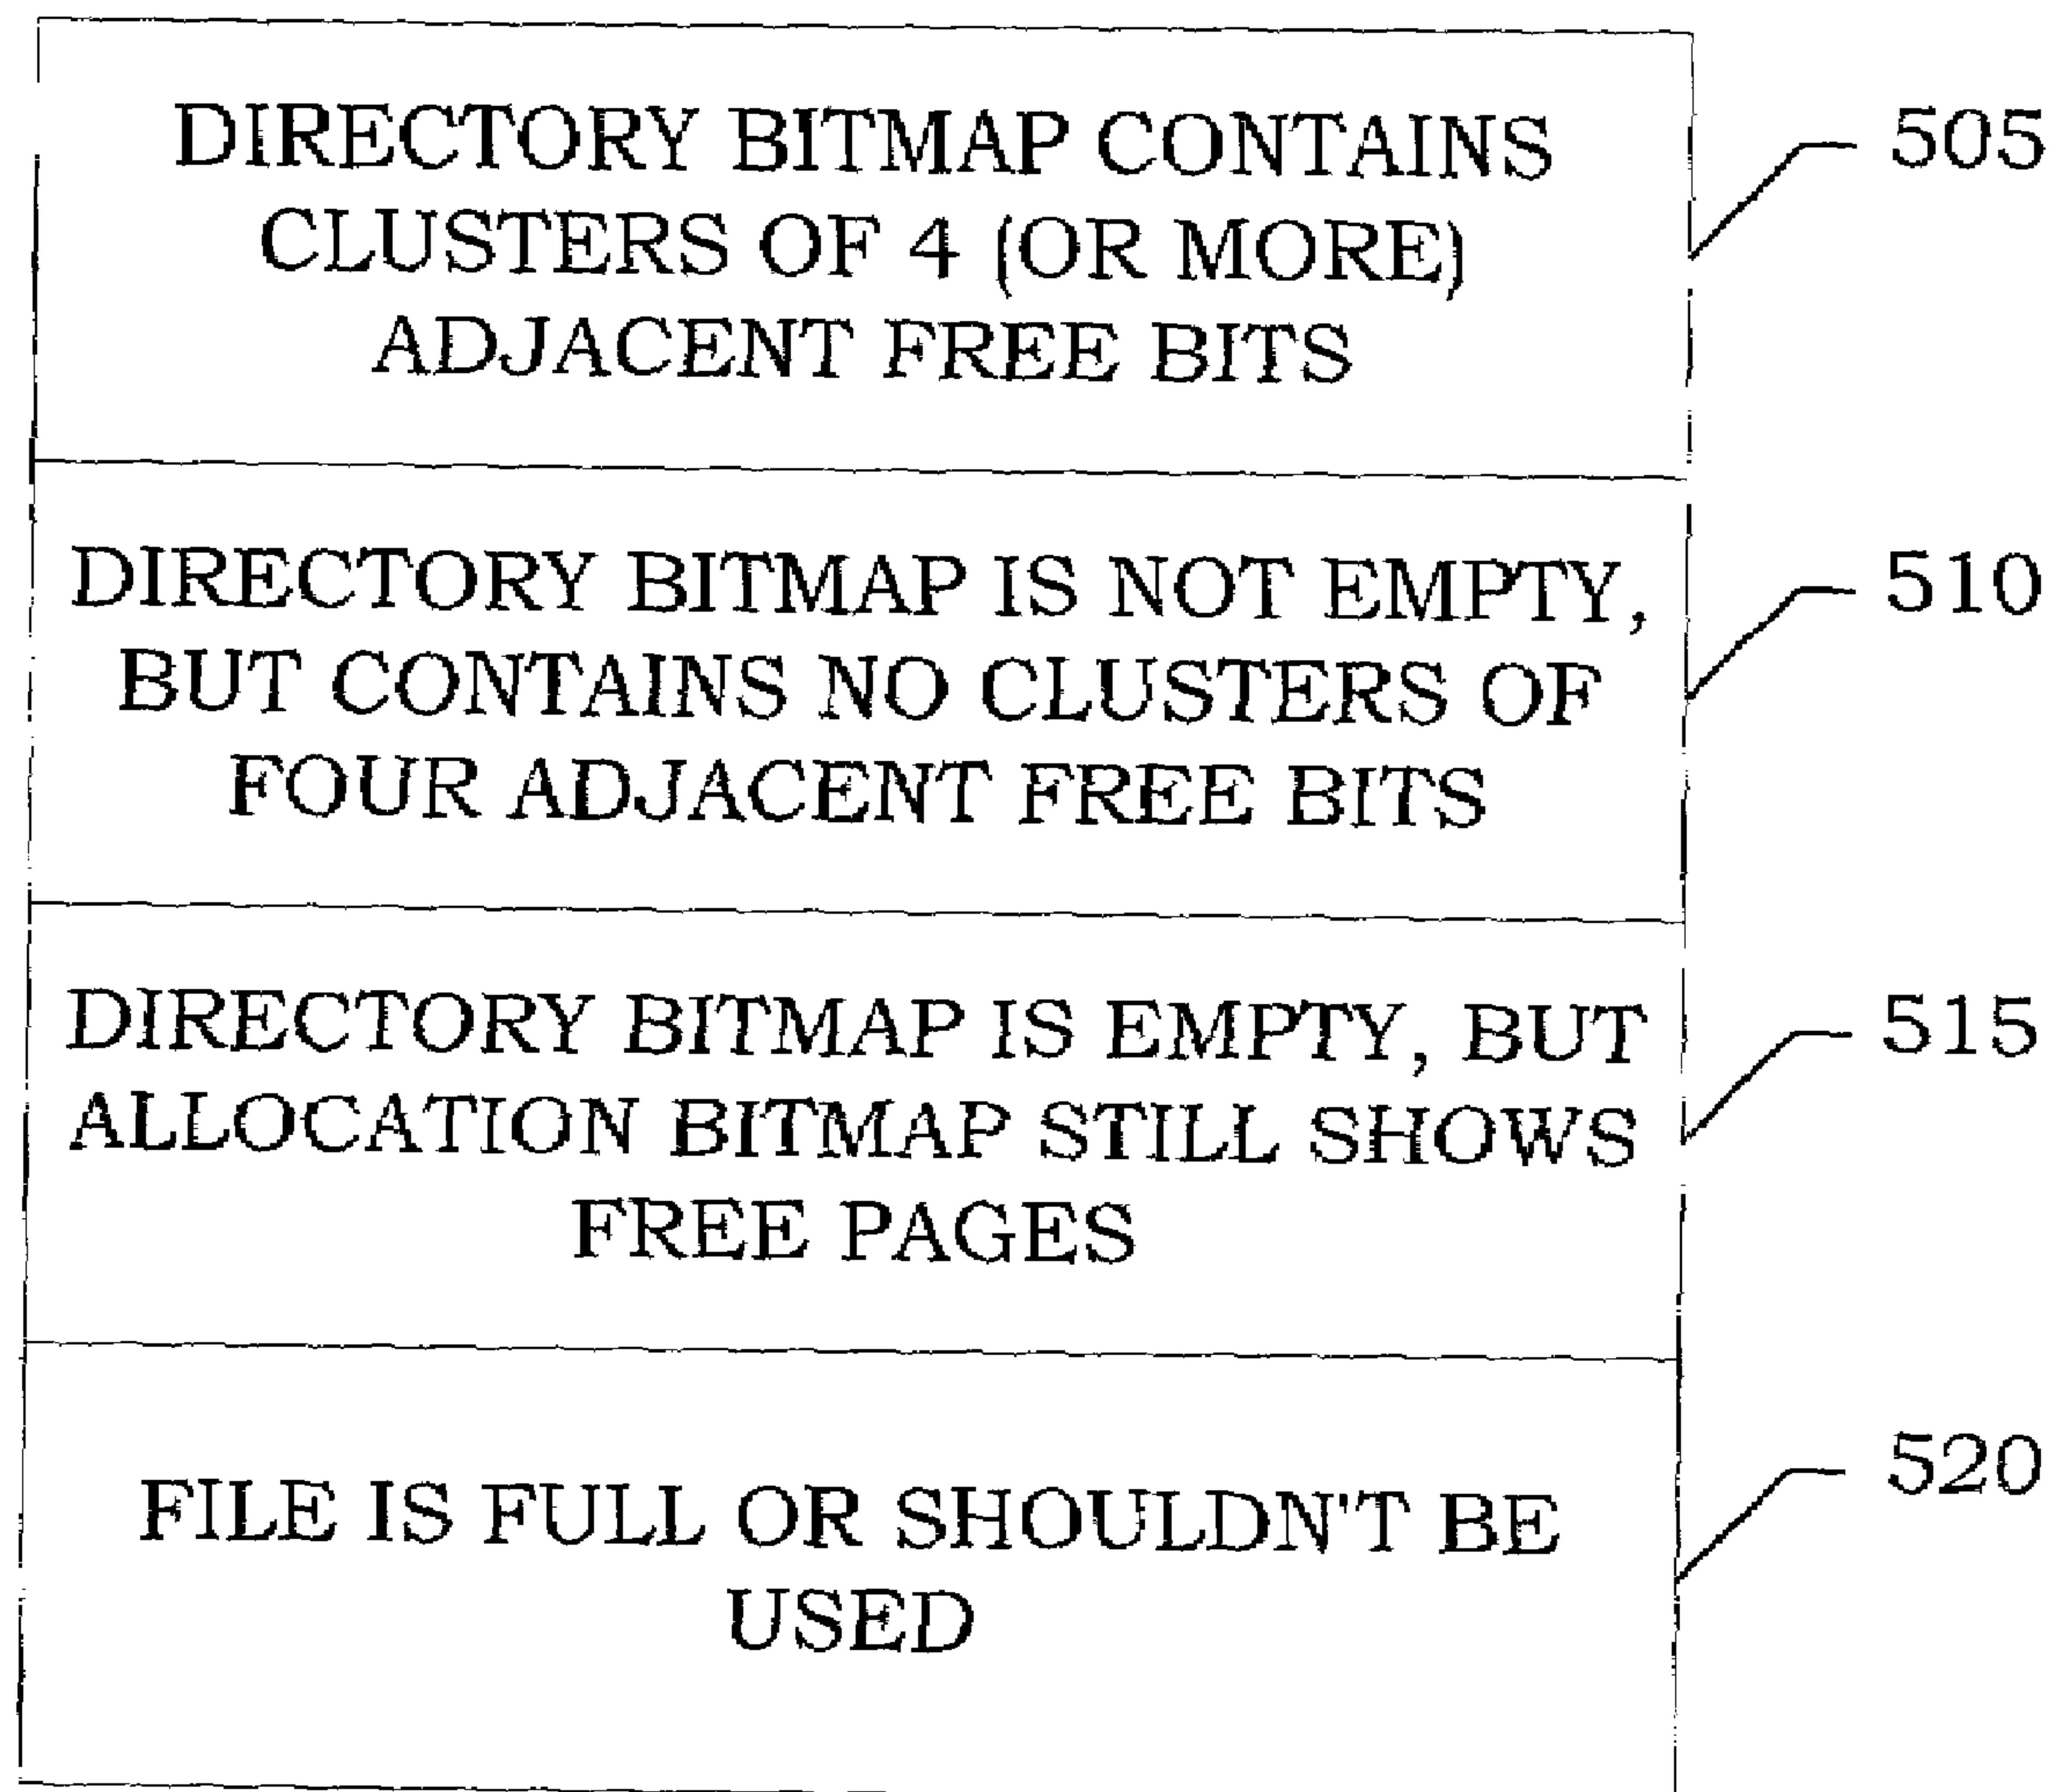 DIRECTORY BITMAP CONTAINS
CLUSTERS OF 4 (OR MORE)
ADJACENT FREE BITS
505
DIRECTORY BITMAP IS NOT EMPTY,
BUT CONTAINS NO CLUSTERS OF
FOUR ADJACENT FREE BITS
510
DIRECTORY BITMAP IS EMPTY, BUT
ALLOCATION BITMAP STILL SHOWS
FREE PAGES
515
FILE IS FULL OR SHOULDN'T BE
USED
520